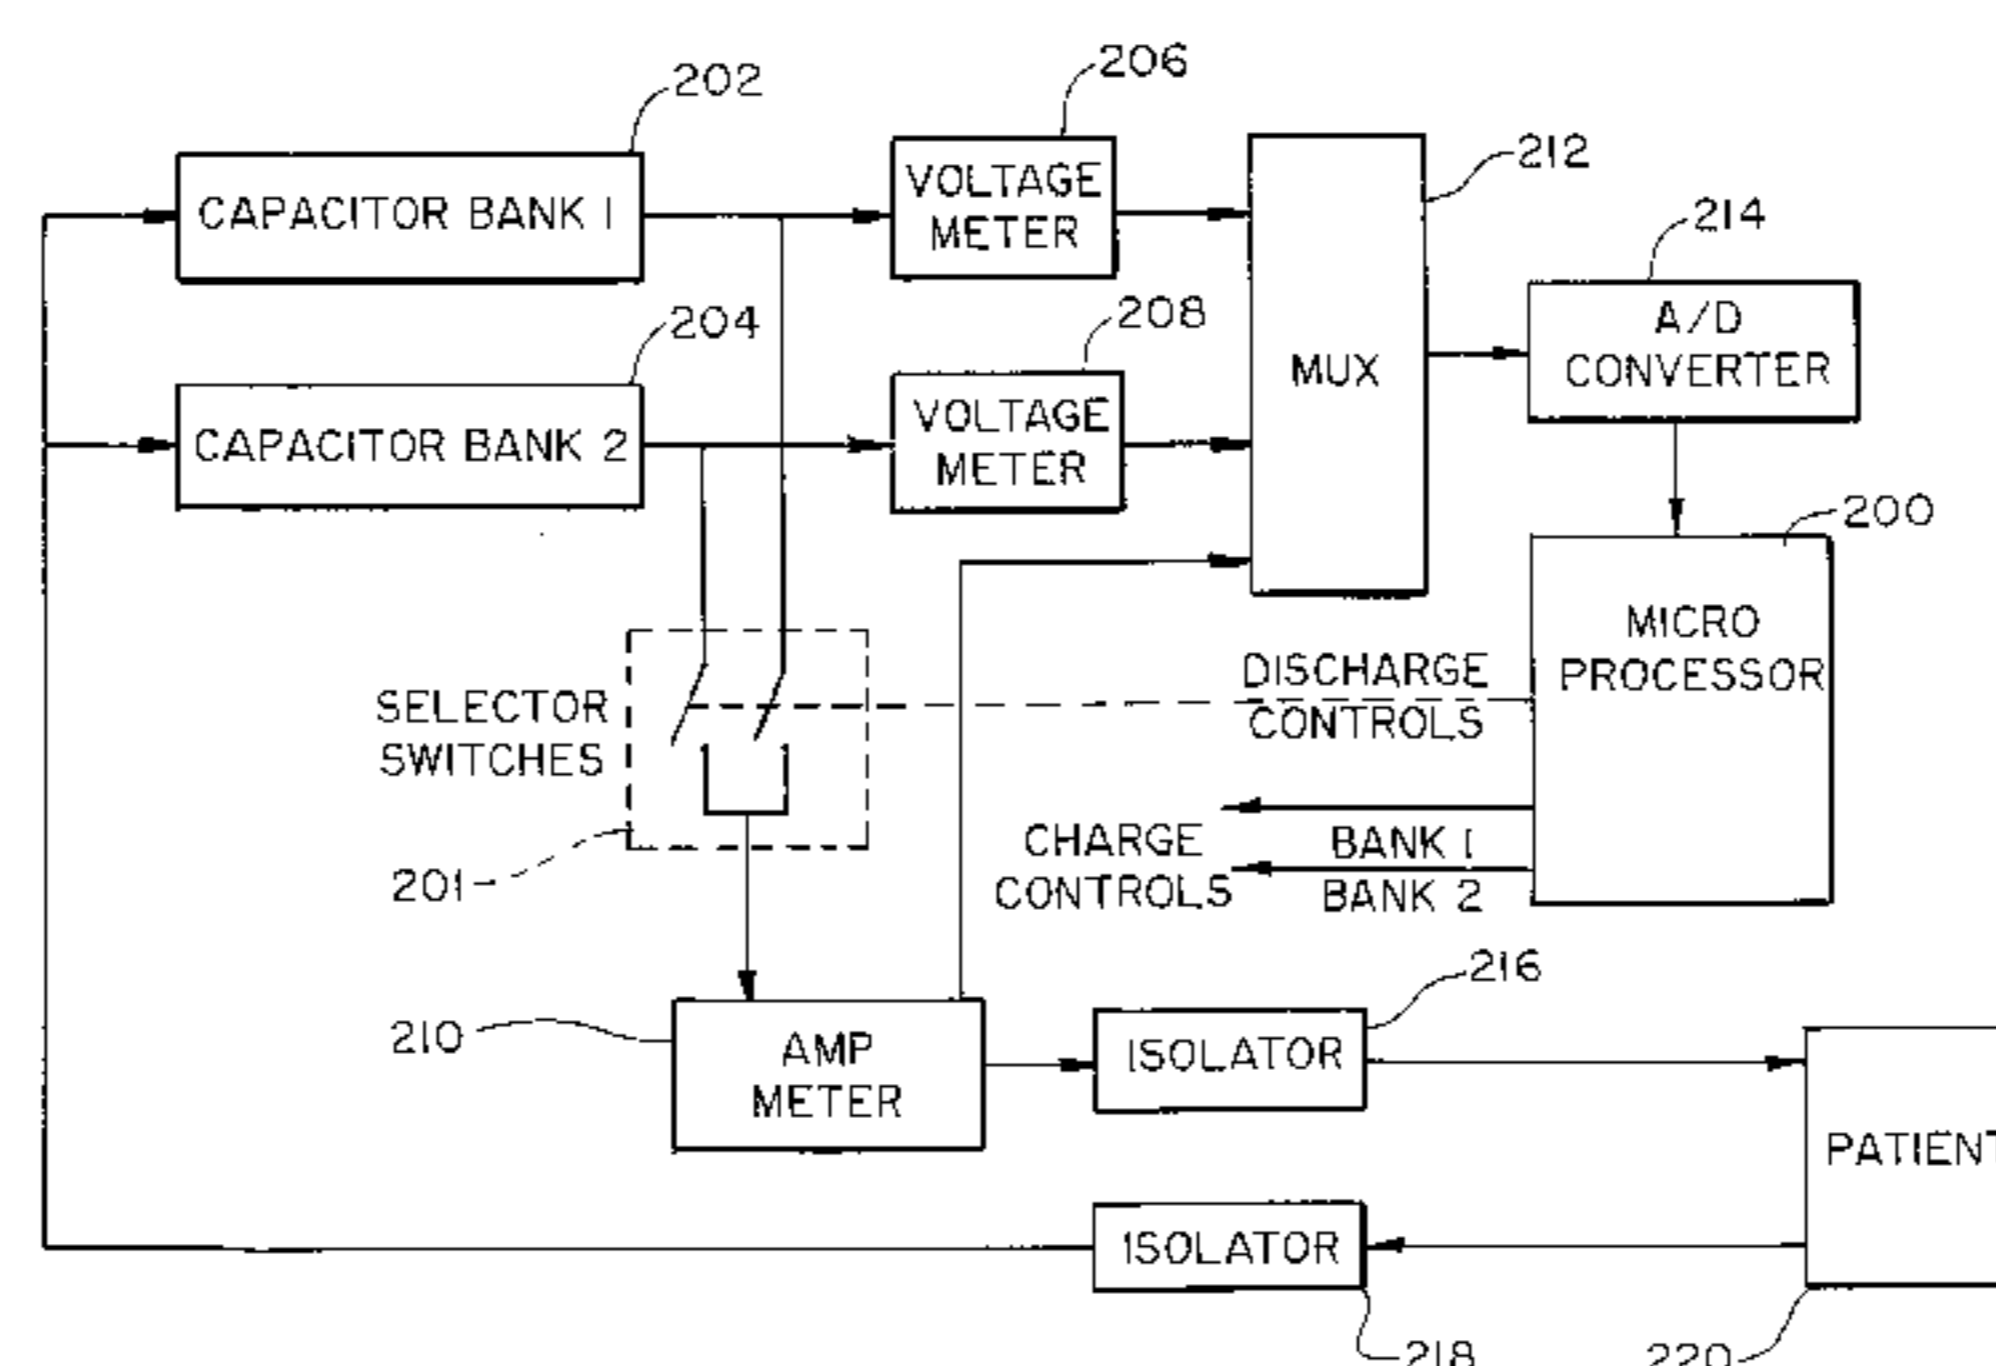 206
202
212
VOLTAGE
METER
CAPACITOR BANK 1
214
204
208
A/D
CONVERTER
MUX
VOLTAGE
METER
CAPACITOR BANK 2
200
MICRO
PROCESSOR
DISCHARGE
CONTROLS
SELECTOR
SWITCHES
CHARGE
CONTROLS
BANK 1
BANK 2
201
216
210
AMP
METER
ISOLATOR
PATIENT
ISOLATOR
218
220